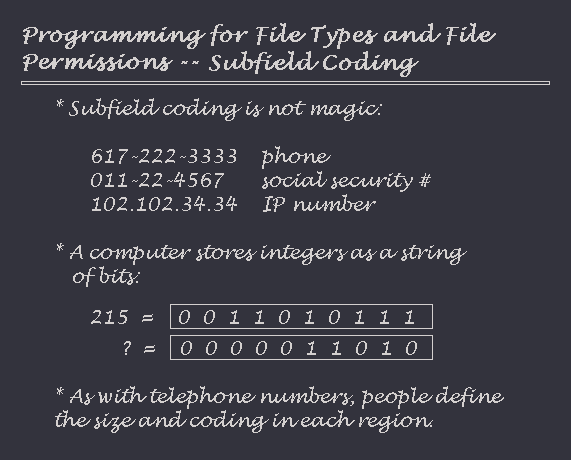 Programming for File Types and File
Permissions -- Subfield Coding
* Subfield coding is not magic:
617-222-3333 phone
011-22-4567 social security #
102.102.34.34 IP number
* A computer stores integers as a string
of bits:
215 = 0 0 1 1 0 1 0 1 1 1
? = 0 0 0 0 0 1 1 0 1 0
* As with telephone numbers, people define
the size and coding in each region.